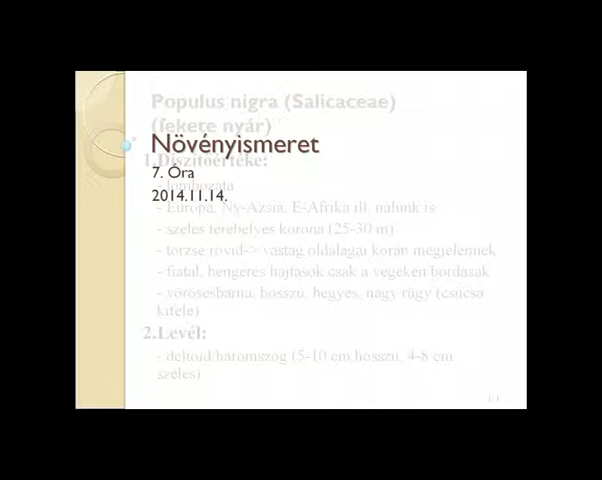 Populus nigra (Salicaceae)
(fekete nyár)
Növényismeret
1.Díszítőértéke:
7. Óra
- lombozata
2014.11.14.
- Európa, Ny-Ázsia, É-Afrika ill. nálunk is
- széles terebélyes korona (25-30 m)
- törzse rövid-> vastag oldalágai korán megjelennek
- fiatal, hengeres hajtások csak a végeken bordásak
- vörösesbarna, hosszú, hegyes, nagy rügy (csúcsa
kifelé)
2.Levél:
- deltoid/háromszög (5-10 cm hosszú, 4-8 cm
széles)